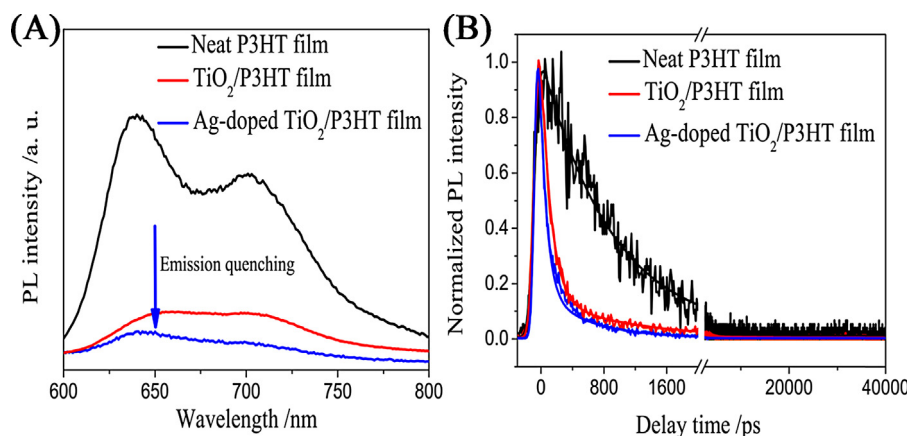 (A)
Neat P3HT film
TiO2/P3HT film
Ag-doped TiO2/P3HT film
PL intensity /a. u.
Emission quenching
600 650 700 750 800
Wavelength /nm
(B)
Neat P3HT film
TiO2/P3HT film
Ag-doped TiO2/P3HT film
Normalized PL intensity
1.0
0.8
0.6
0.4
0.2
0.0
0 800 1600 20000 40000
Delay time /ps